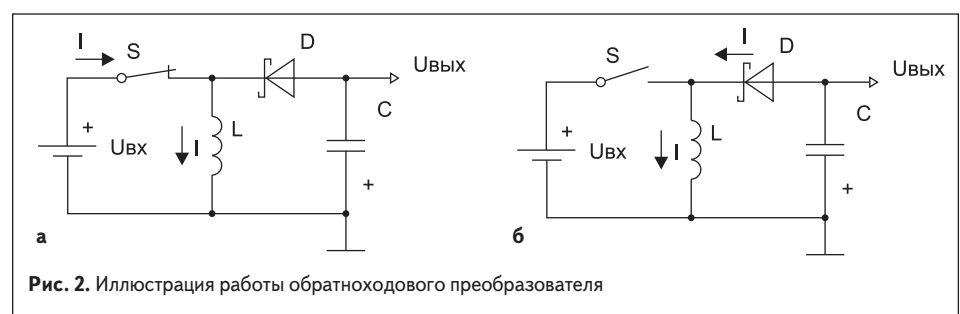 I
S
D
Uвых
C
L
I
+
Uвх
+
а
I
S
D
Uвых
C
L
I
+
Uвх
+
б
Рис. 2. Иллюстрация работы обратноходового преобразователя